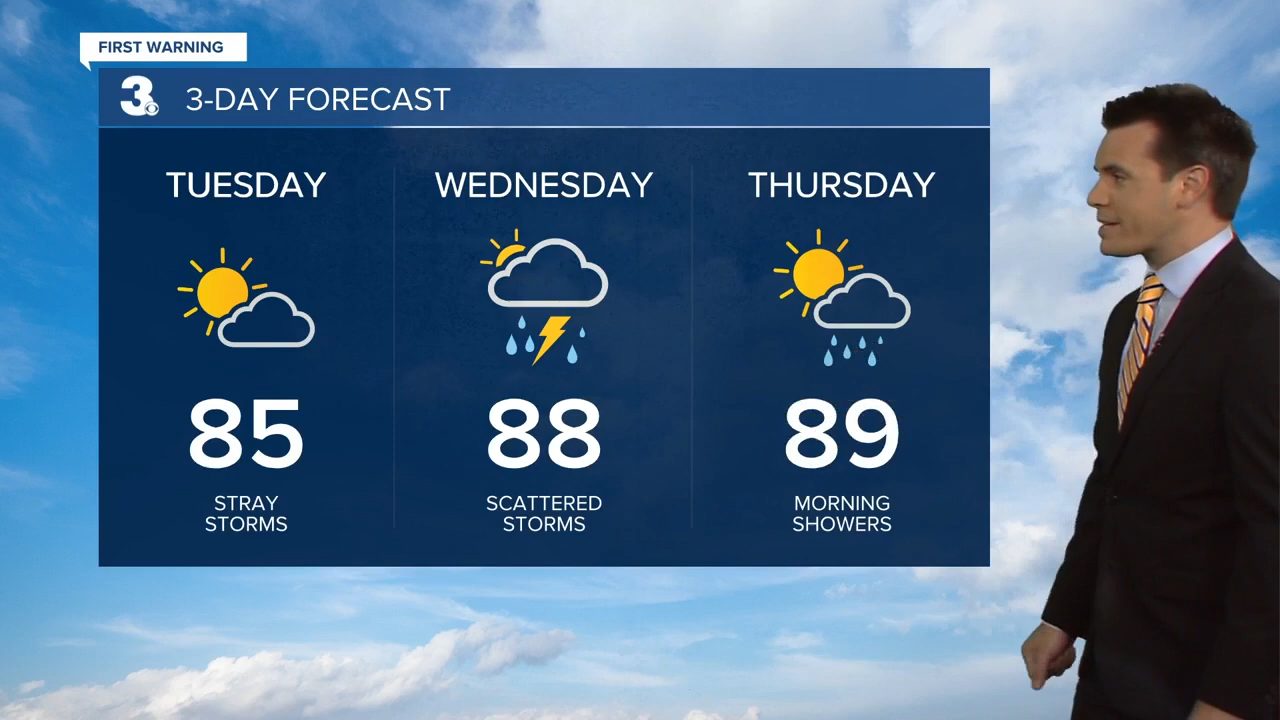 FIRST WARNING
3 3-DAY FORECAST
TUESDAY
85
STRAY
STORMS
WEDNESDAY
88
SCATTERED
STORMS
THURSDAY
89
MORNING
SHOWERS